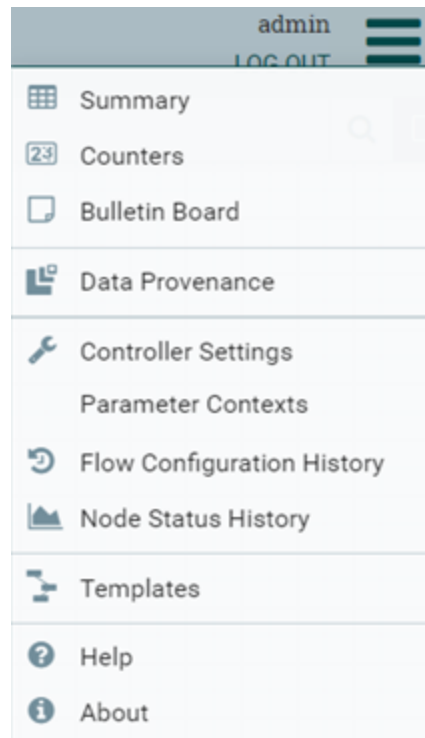 admin
LOG OUT
Summary
23 Counters
Bulletin Board
Data Provenance
Controller Settings
Parameter Contexts
Flow Configuration History
Node Status History
Templates
Help
About